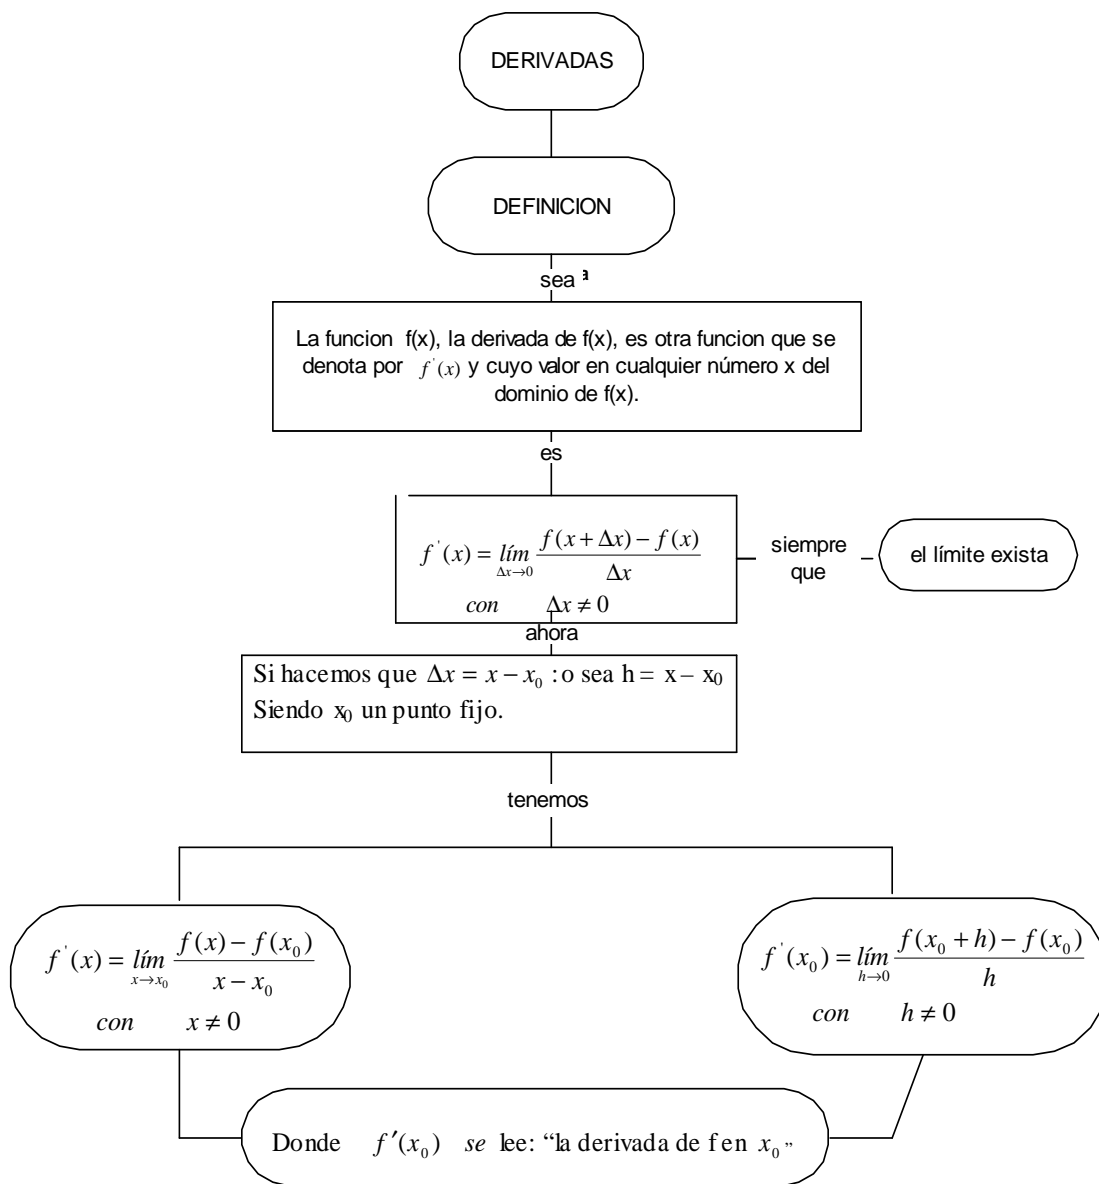 DERIVADAS
DEFINICION
sea a
La funcion f(x), la derivada de f(x), es otra funcion que se
denota por f'(x) y cuyo valor en cualquier número x del
dominio de f(x).
es
f'(x) = lím_{Δx→0} \frac{f(x + Δx) − f(x)}{Δx}
con Δx ≠ 0
siempre
que
el límite exista
ahora
Si hacemos que Δx = x − x₀ : o sea h = x – x₀
Siendo x₀ un punto fijo.
tenemos
f'(x) = lím_{x→x₀} \frac{f(x) − f(x₀)}{x − x₀}
con x ≠ 0
f'(x₀) = lím_{h→0} \frac{f(x₀ + h) − f(x₀)}{h}
con h ≠ 0
Donde f′(x₀) se lee: “la derivada de f en x₀”